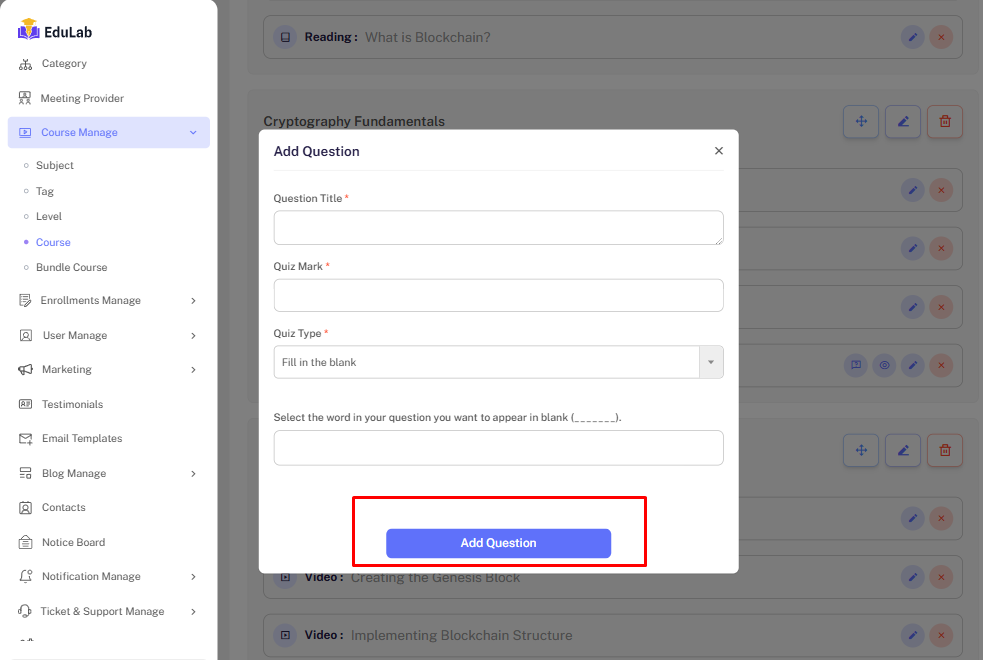 EduLab
Category
Meeting Provider
Course Manage
Subject
Tag
Level
Course
Bundle Course
Enrollments Manage
User Manage
Marketing
Testimonials
Email Templates
Blog Manage
Contacts
Notice Board
Notification Manage
Ticket & Support Manage
Reading : What is Blockchain?
Cryptography Fundamentals
Add Question
Question Title *
Quiz Mark *
Quiz Type *
Fill in the blank
Select the word in your question you want to appear in blank (_______).
Add Question
Video : Creating the Genesis Block
Video : Implementing Blockchain Structure